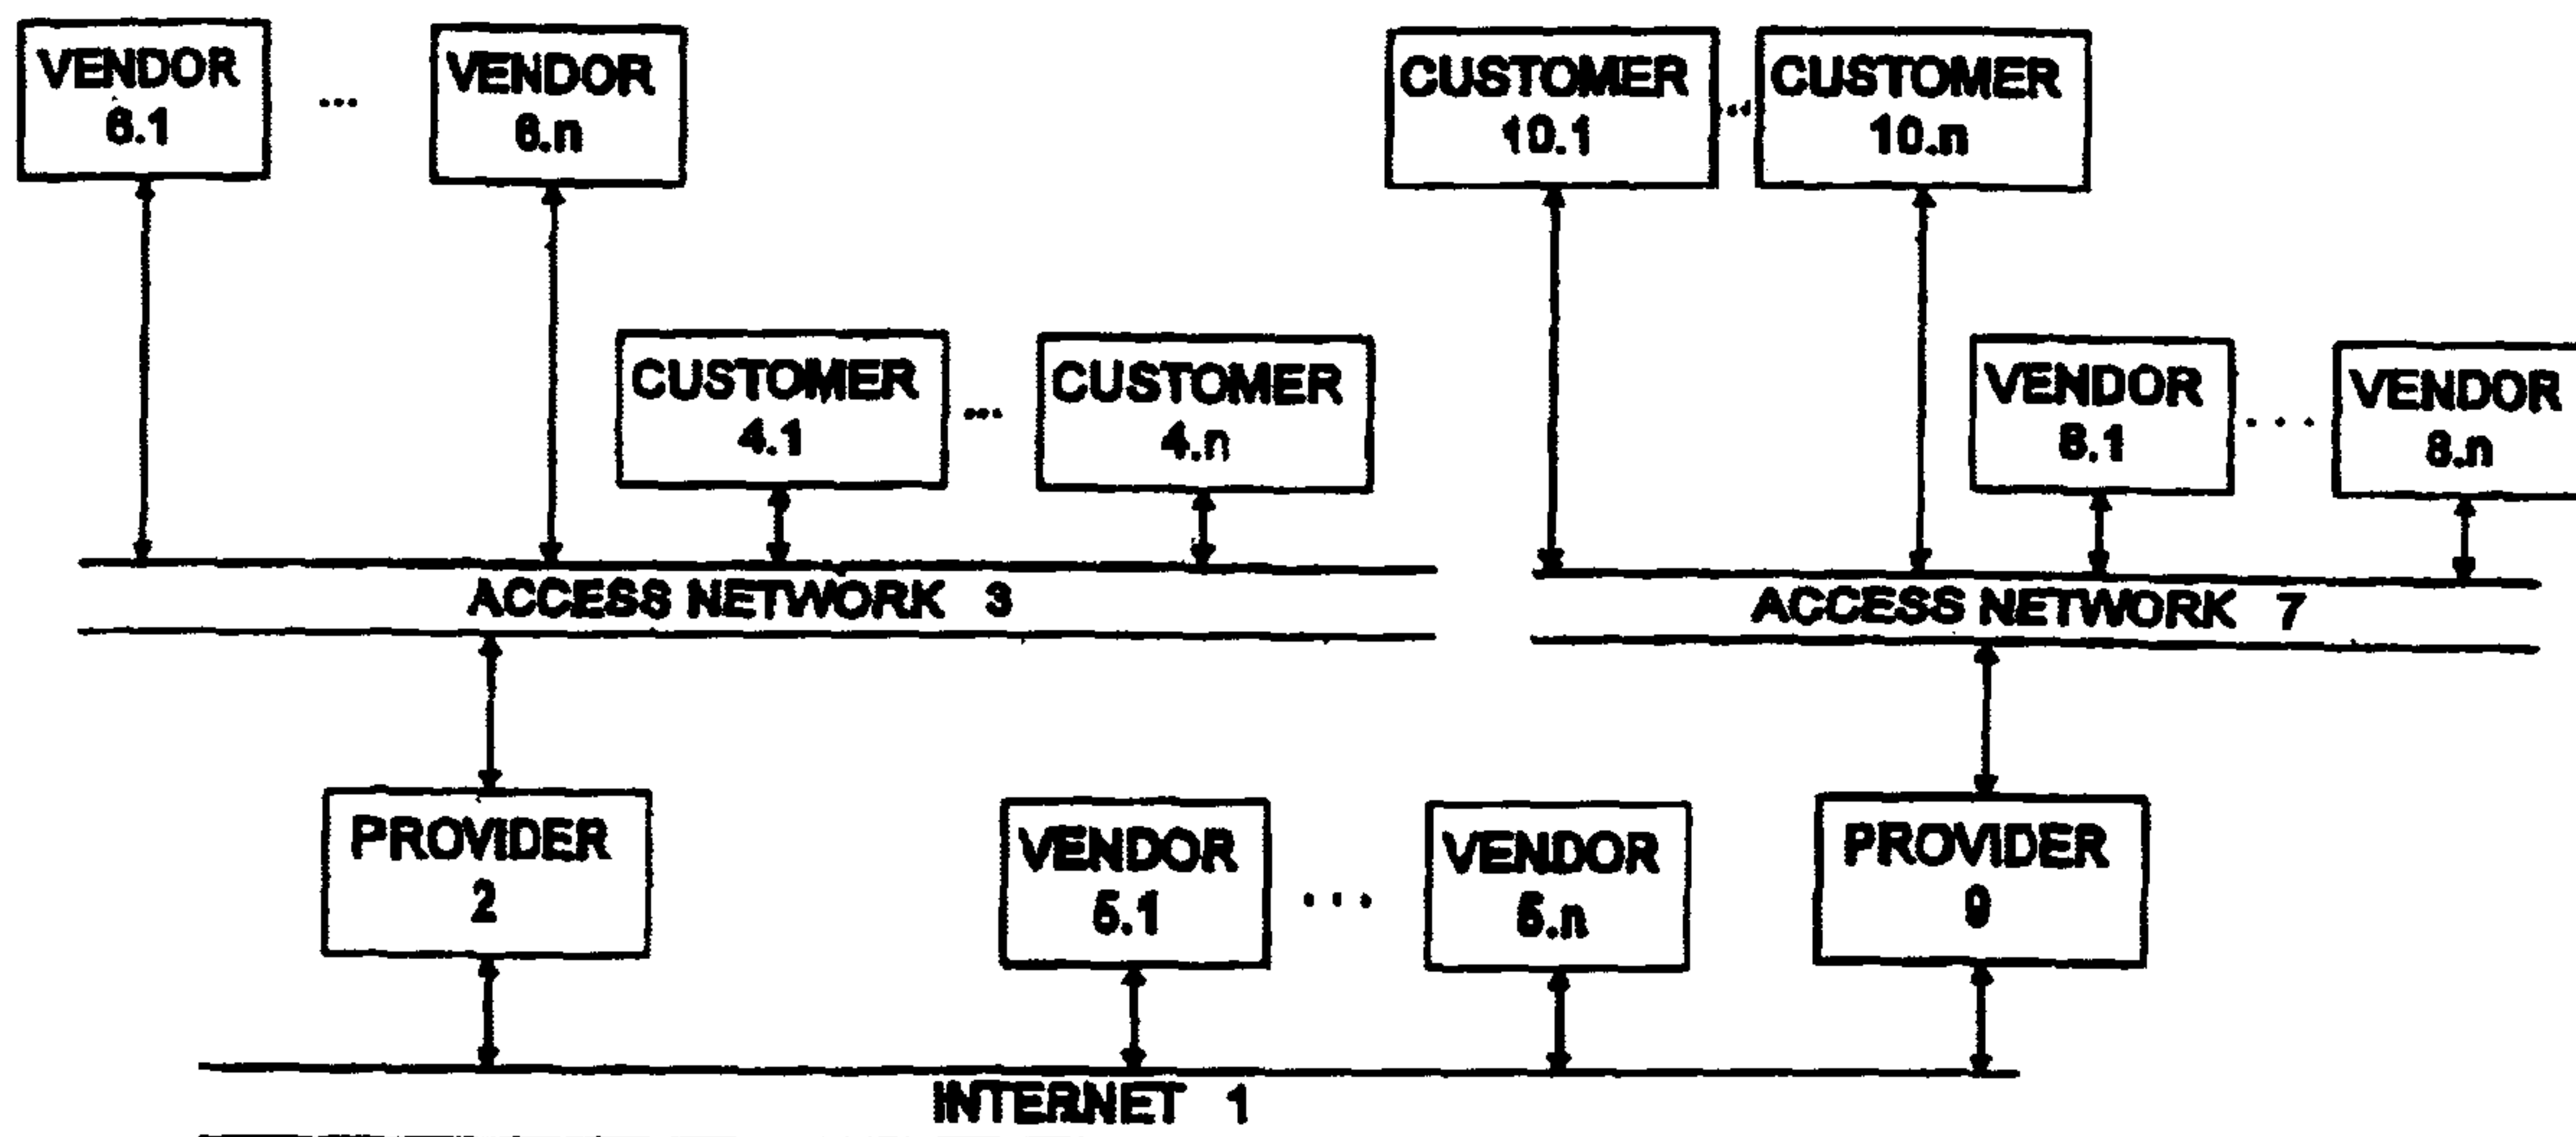 VENDOR
6.1
...
VENDOR
6.n
CUSTOMER
10.1
...
CUSTOMER
10.n
CUSTOMER
4.1
...
CUSTOMER
4.n
VENDOR
8.1
...
VENDOR
8.n
ACCESS NETWORK 3
ACCESS NETWORK 7
PROVIDER
2
VENDOR
5.1
...
VENDOR
5.n
PROVIDER
9
INTERNET 1